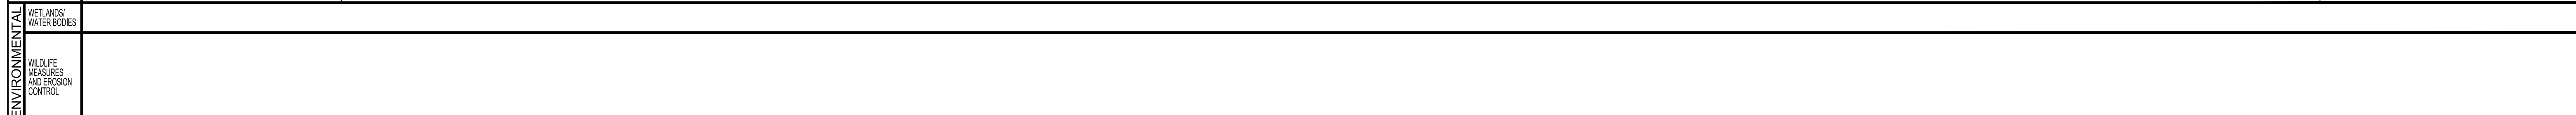 ENVIRONMENTAL
WETLANDS/
WATER BODIES
WILDLIFE
MEASURES
AND EROSION
CONTROL